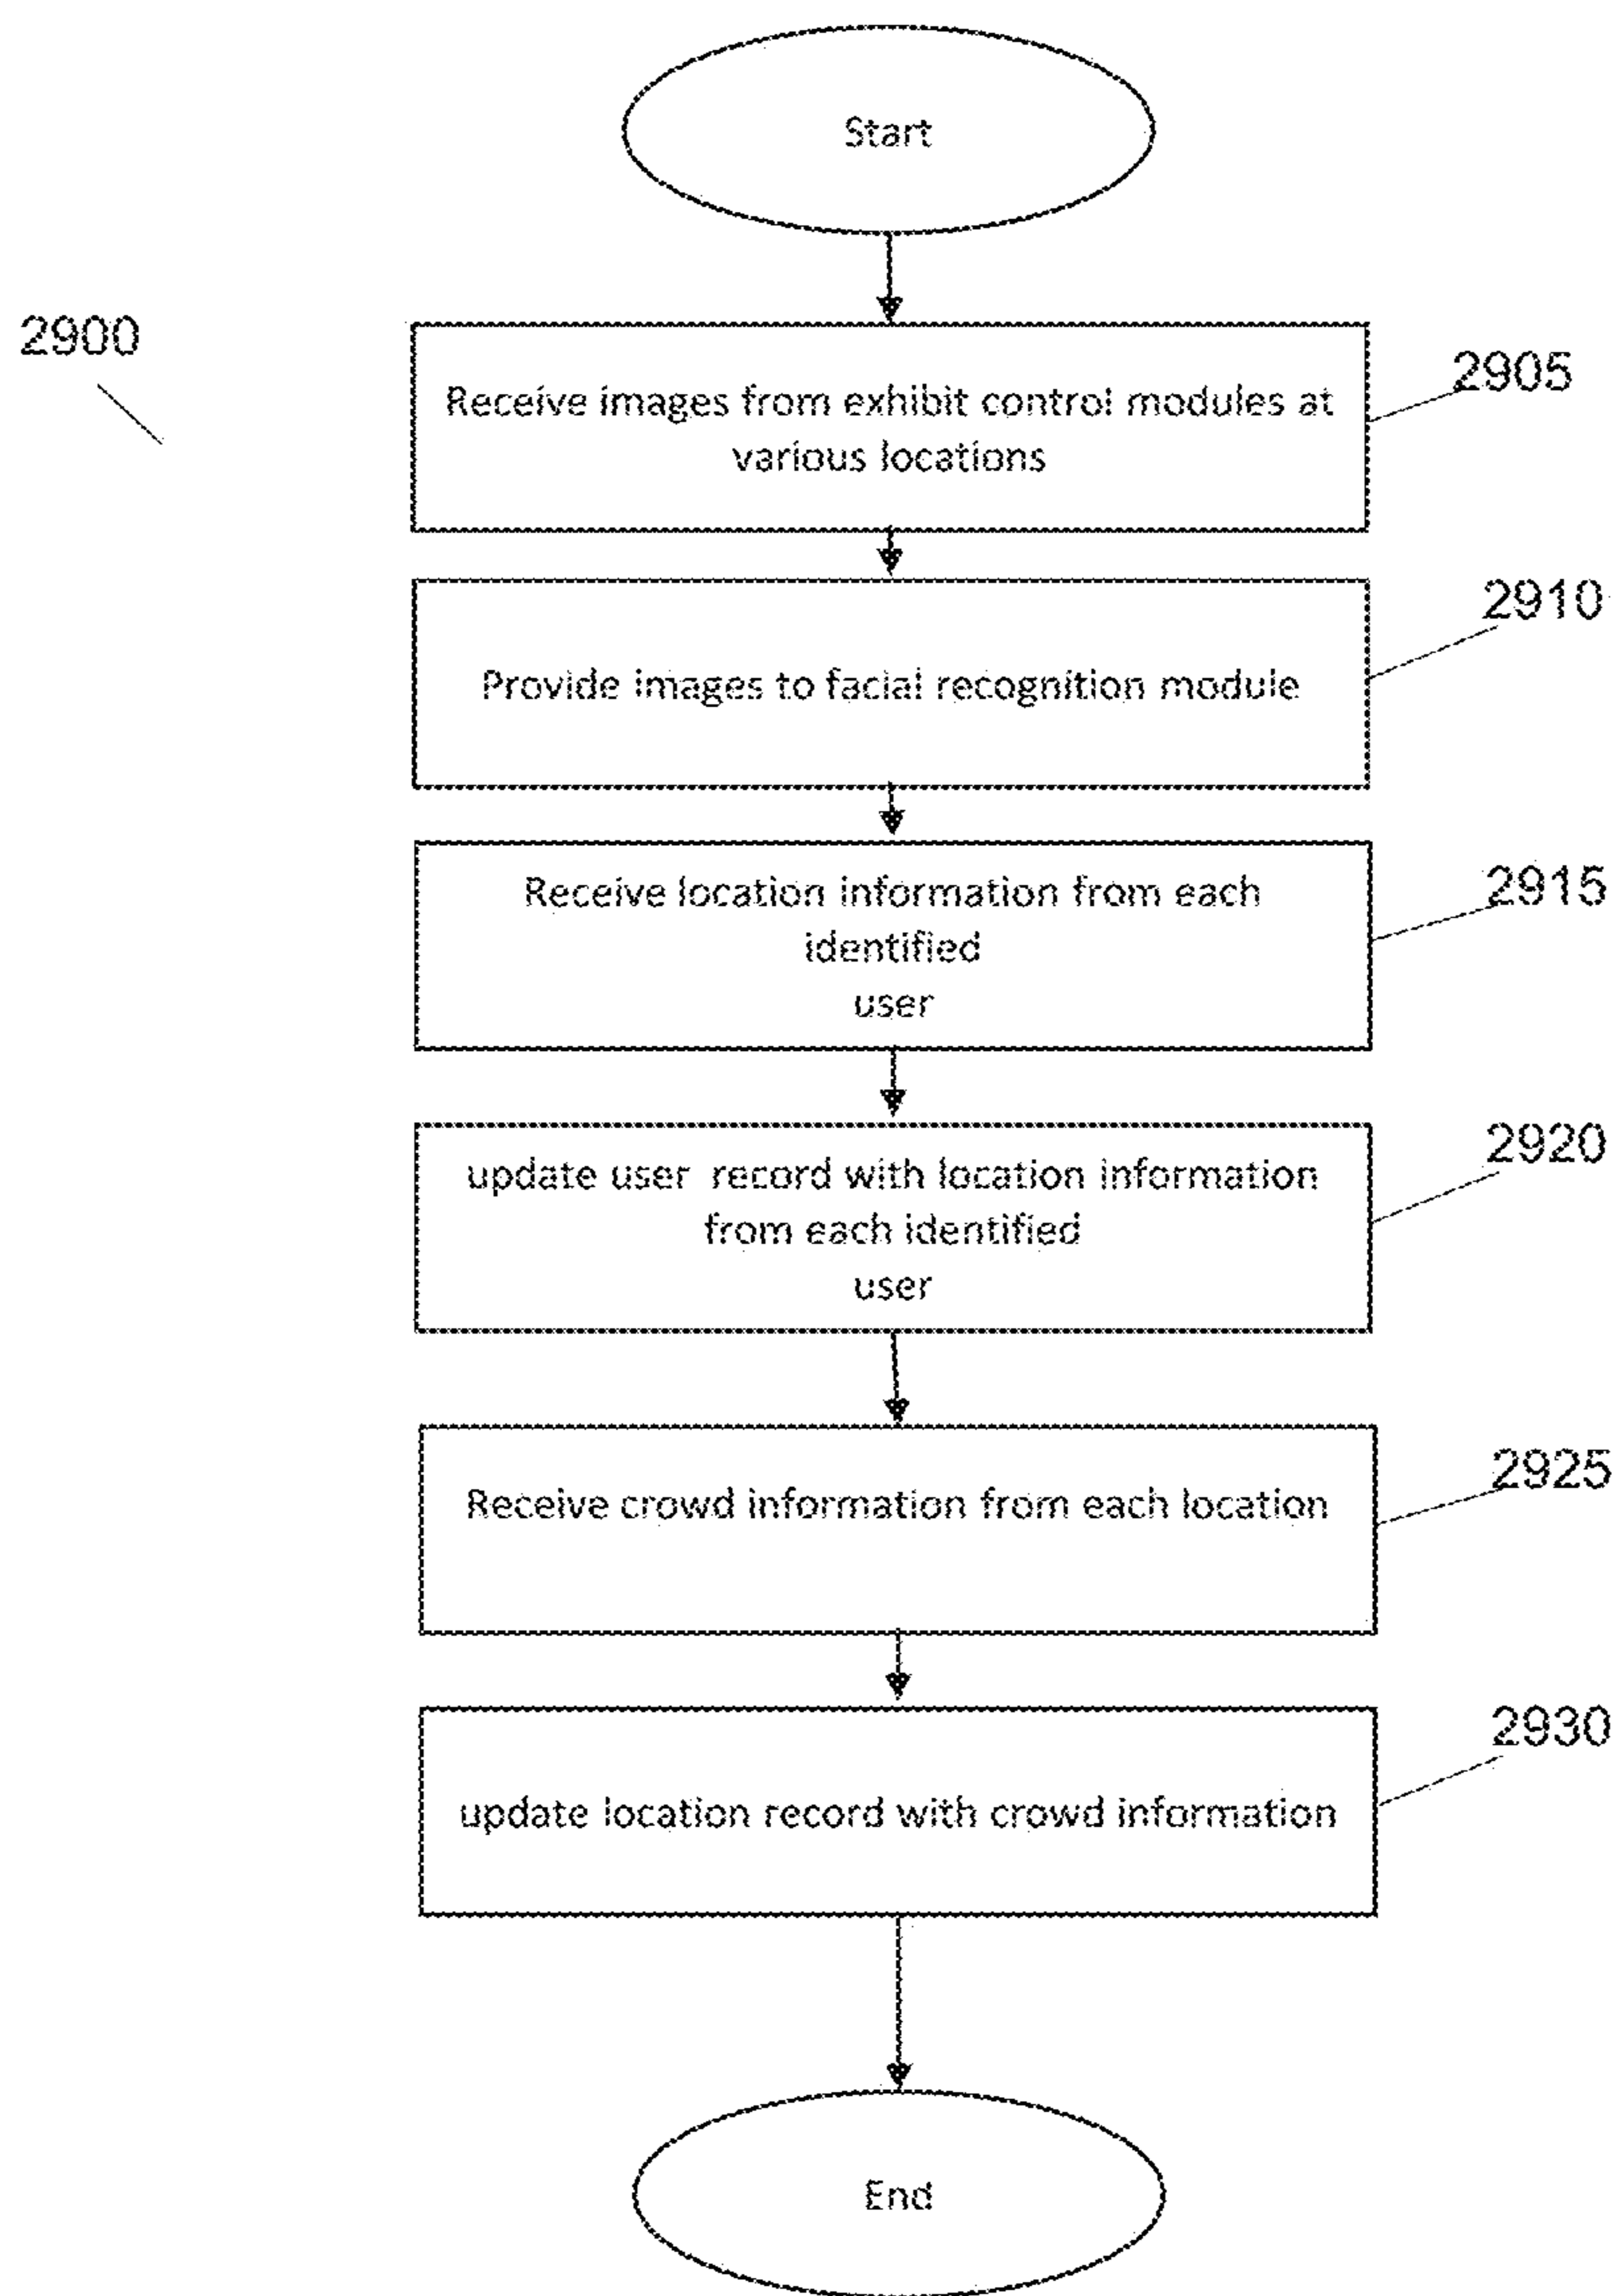 Start
2900
2905
Receive images from exhibit control modules at
various locations
2910
Provide images to facial recognition module
2915
Receive location information from each
identified
user
2920
update user record with location information
from each identified
user
2925
Receive crowd information from each location
2930
update location record with crowd information
End